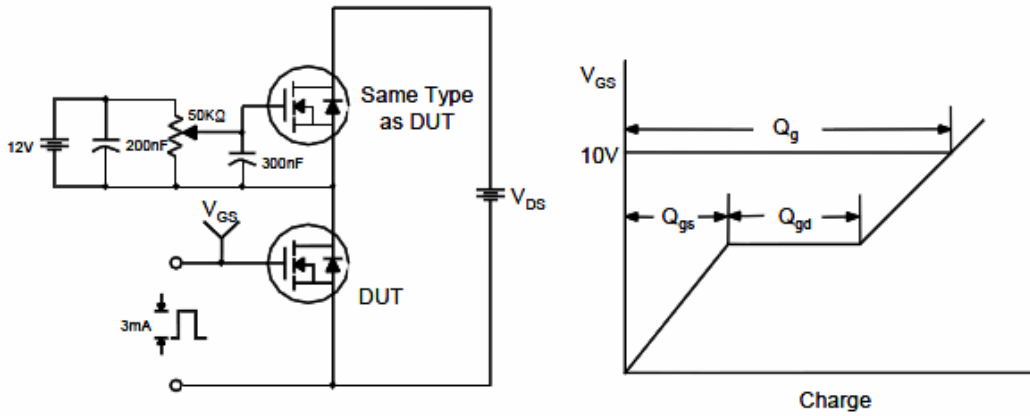 12V
200nF
50KΩ
300nF
Same Type
as DUT
V_DS
V_GS
DUT
3mA
V_GS
10V
Q_g
Q_gs
Q_gd
Charge